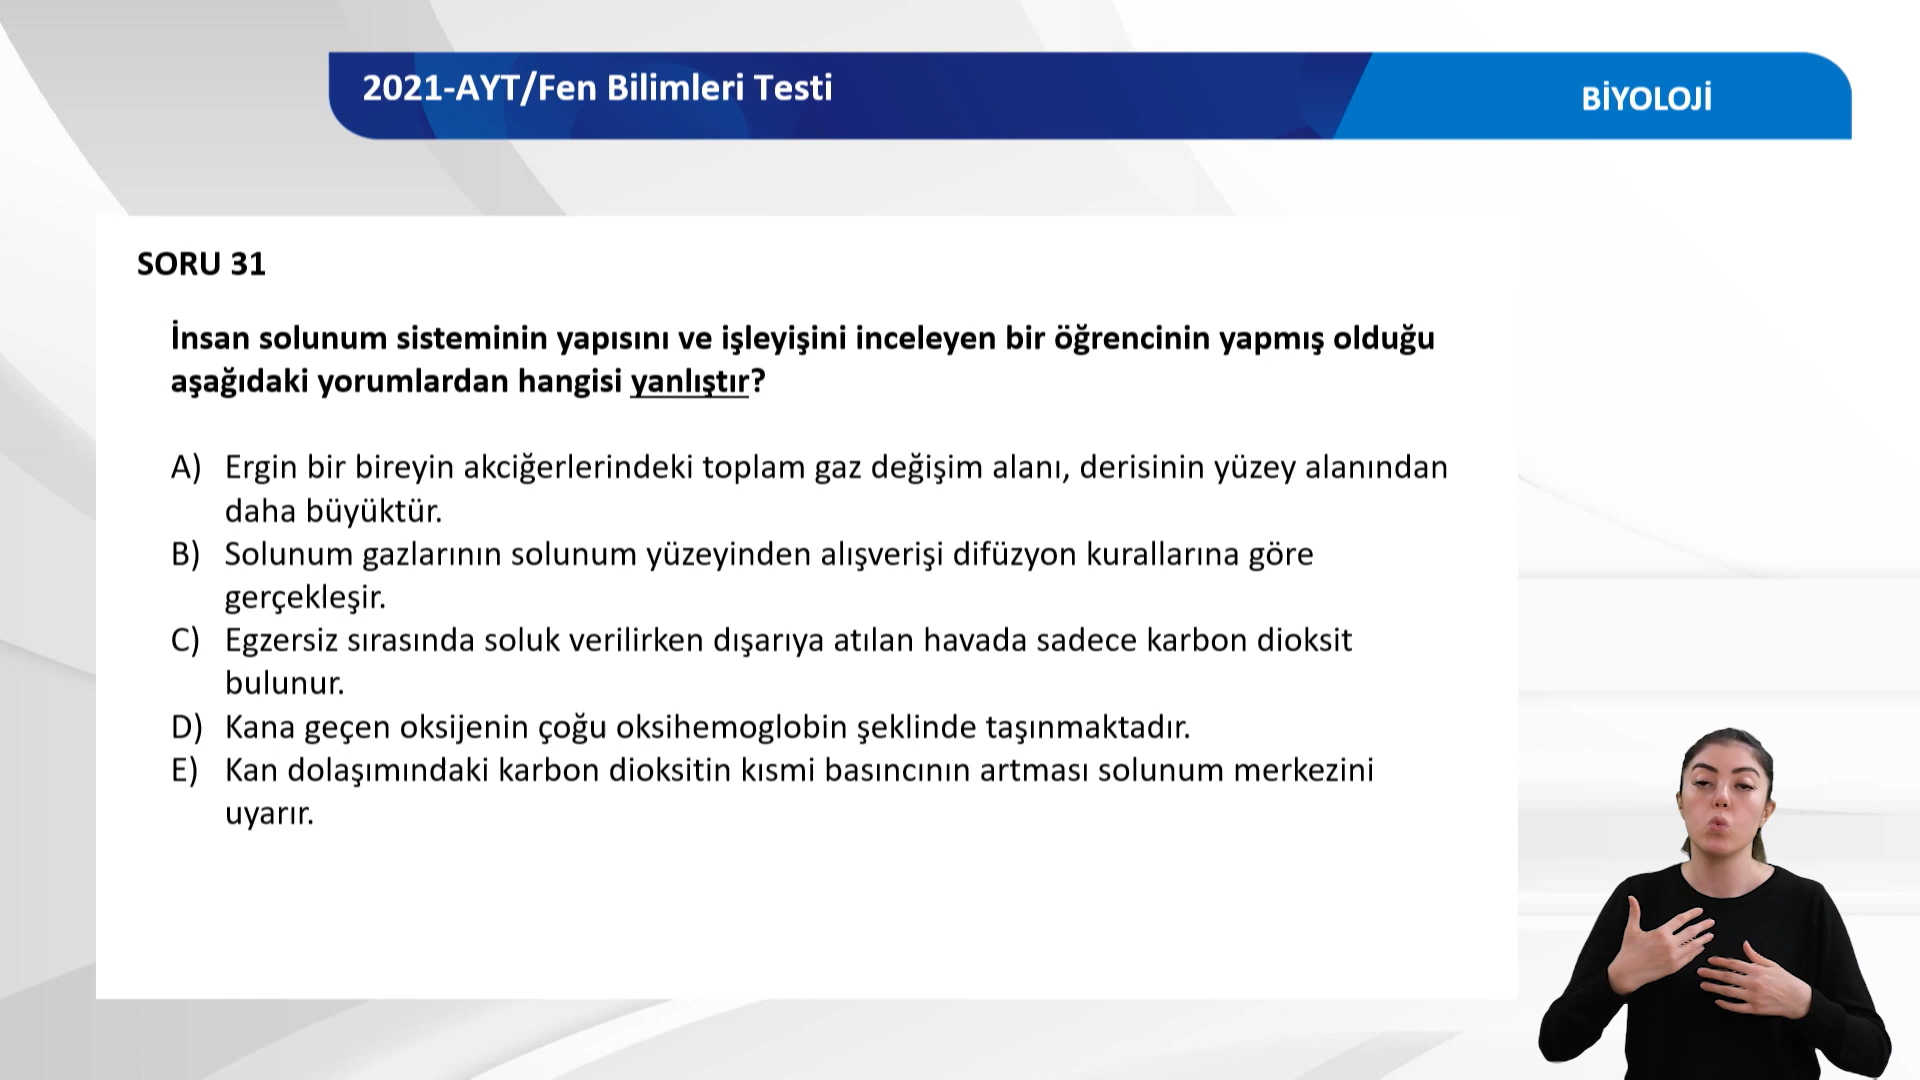 2021-AYT/Fen Bilimleri Testi
BİYOLOJİ
SORU 31
İnsan solunum sisteminin yapısını ve işleyişini inceleyen bir öğrencinin yapmış olduğu
aşağıdaki yorumlardan hangisi yanlıştır?
A) Ergin bir bireyin akciğerlerindeki toplam gaz değişim alanı, derisinin yüzey alanından
daha büyüktür.
B) Solunum gazlarının solunum yüzeyinden alışverişi difüzyon kurallarına göre
gerçekleşir.
C) Egzersiz sırasında soluk verilirken dışarıya atılan havada sadece karbon dioksit
bulunur.
D) Kana geçen oksijenin çoğu oksihemoglobin şeklinde taşınmaktadır.
E) Kan dolaşımındaki karbon dioksitin kısmi basıncının artması solunum merkezini
uyarır.